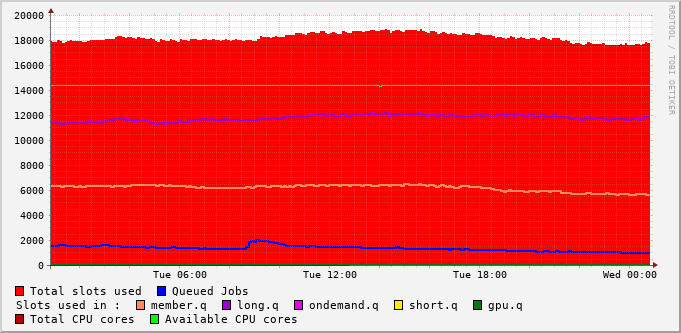 20000
18000
16000
14000
12000
10000
8000
6000
4000
2000
0
Tue 06:00 Tue 12:00 Tue 18:00 Wed 00:00
RRDTOOL / TOBI OETIKER
Total slots used Queued Jobs
Slots used in : member.q long.q ondemand.q short.q gpu.q
Total CPU cores Available CPU cores